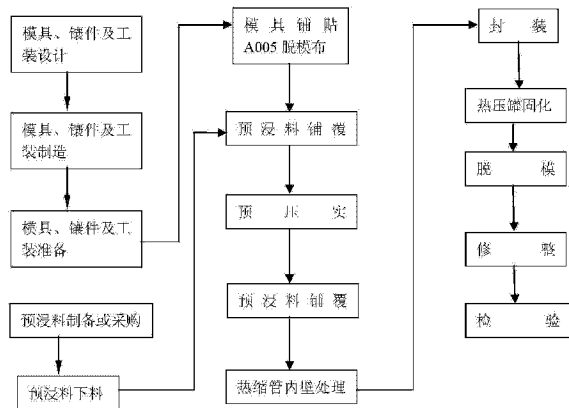 模具、镶件及工
装设计
模具、镶件及工
装制造
模具、镶件及工
装准备
预浸料制备或采购
预浸料下料
模具铺贴
A005脱模布
预浸料铺覆
预压实
预浸料铺覆
热缩管内壁处理
封装
热压罐固化
脱模
修整
检验